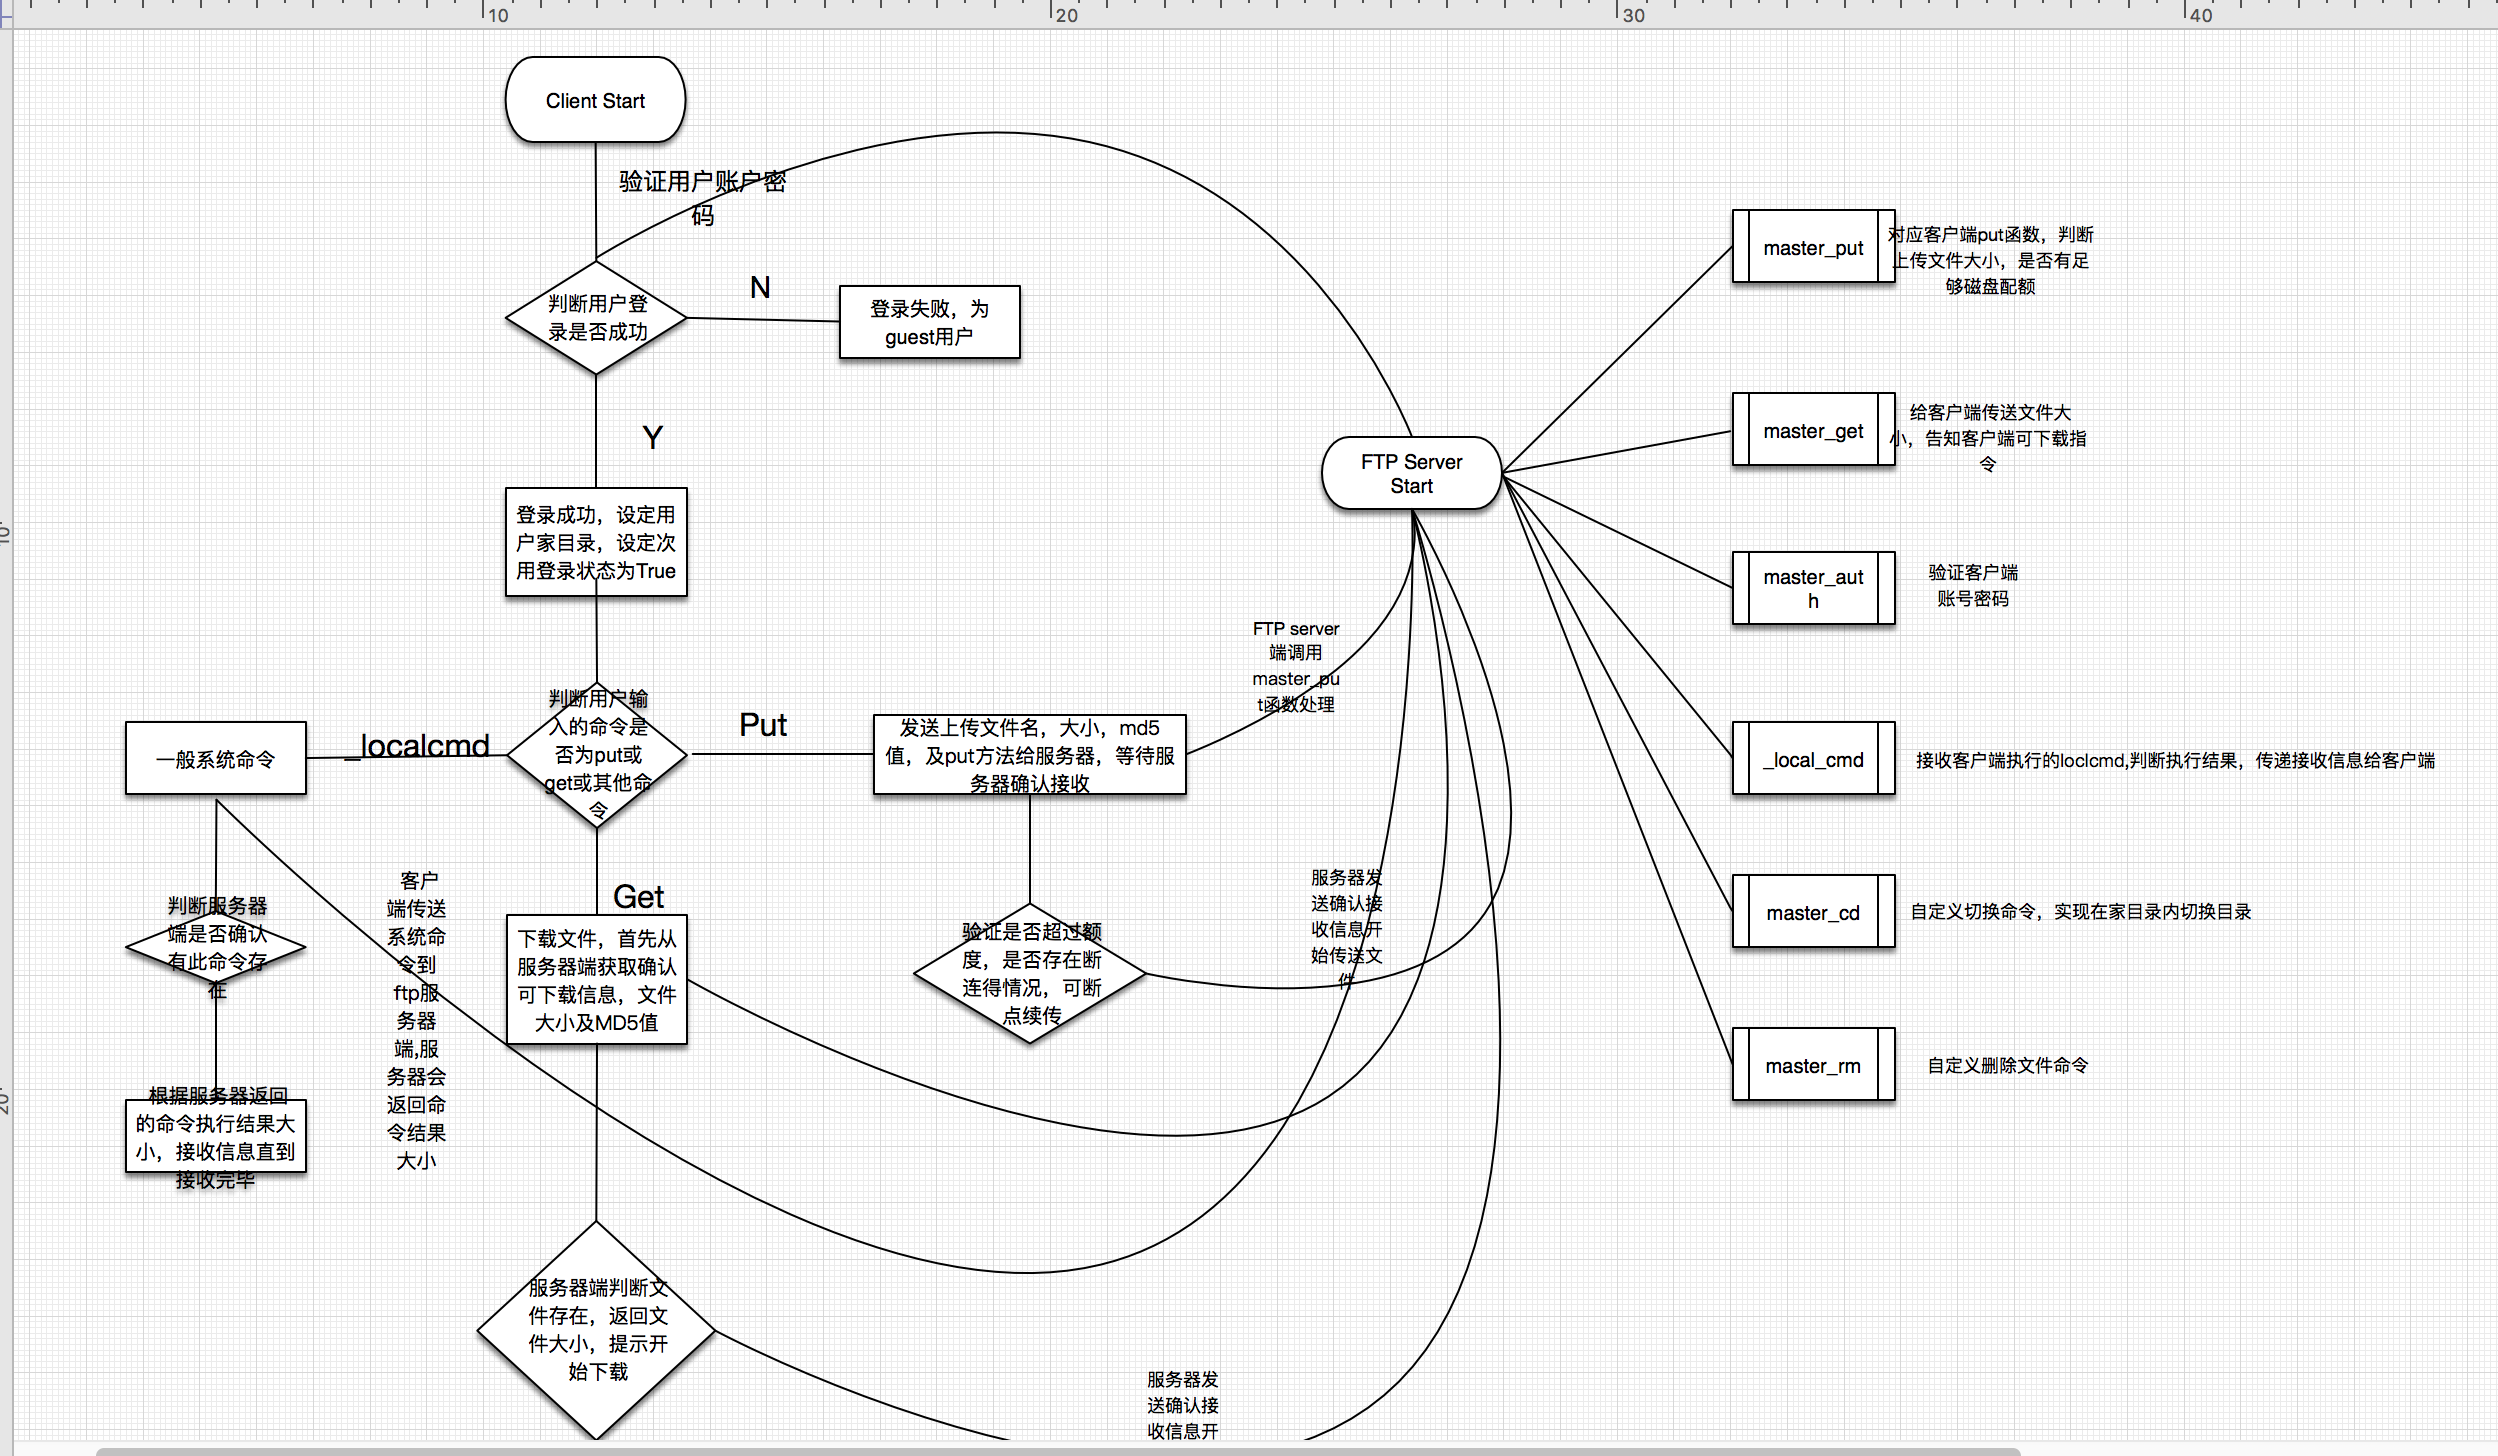 10
20
30
40
10
20
Client Start
验证用户账户密
码
判断用户登
录是否成功
N
登录失败，为
guest用户
Y
登录成功，设定用
户家目录，设定次
用登录状态为True
判断用户输
入的命令是
否为put或
get或其他命
令
_localcmd
一般系统命令
判断服务器
端是否确认
有此命令存
在
根据服务器返回
的命令执行结果大
小，接收信息直到
接收完毕
客户
端传送
系统命
令到
ftp服
务器
端,服
务器会
返回命
令结果
大小
Put
发送上传文件名，大小，md5
值，及put方法给服务器，等待服
务器确认接收
FTP server
端调用
master_pu
t函数处理
验证是否超过额
度，是否存在断
连得情况，可断
点续传
服务器发
送确认接
收信息开
始传送文
件
Get
下载文件，首先从
服务器端获取确认
可下载信息，文件
大小及MD5值
服务器端判断文
件存在，返回文
件大小，提示开
始下载
服务器发
送确认接
收信息开
FTP Server
Start
master_put
对应客户端put函数，判断
上传文件大小，是否有足
够磁盘配额
master_get
给客户端传送文件大
小，告知客户端可下载指
令
master_aut
h
验证客户端
账号密码
_local_cmd
接收客户端执行的loclcmd,判断执行结果，传递接收信息给客户端
master_cd
自定义切换命令，实现在家目录内切换目录
master_rm
自定义删除文件命令